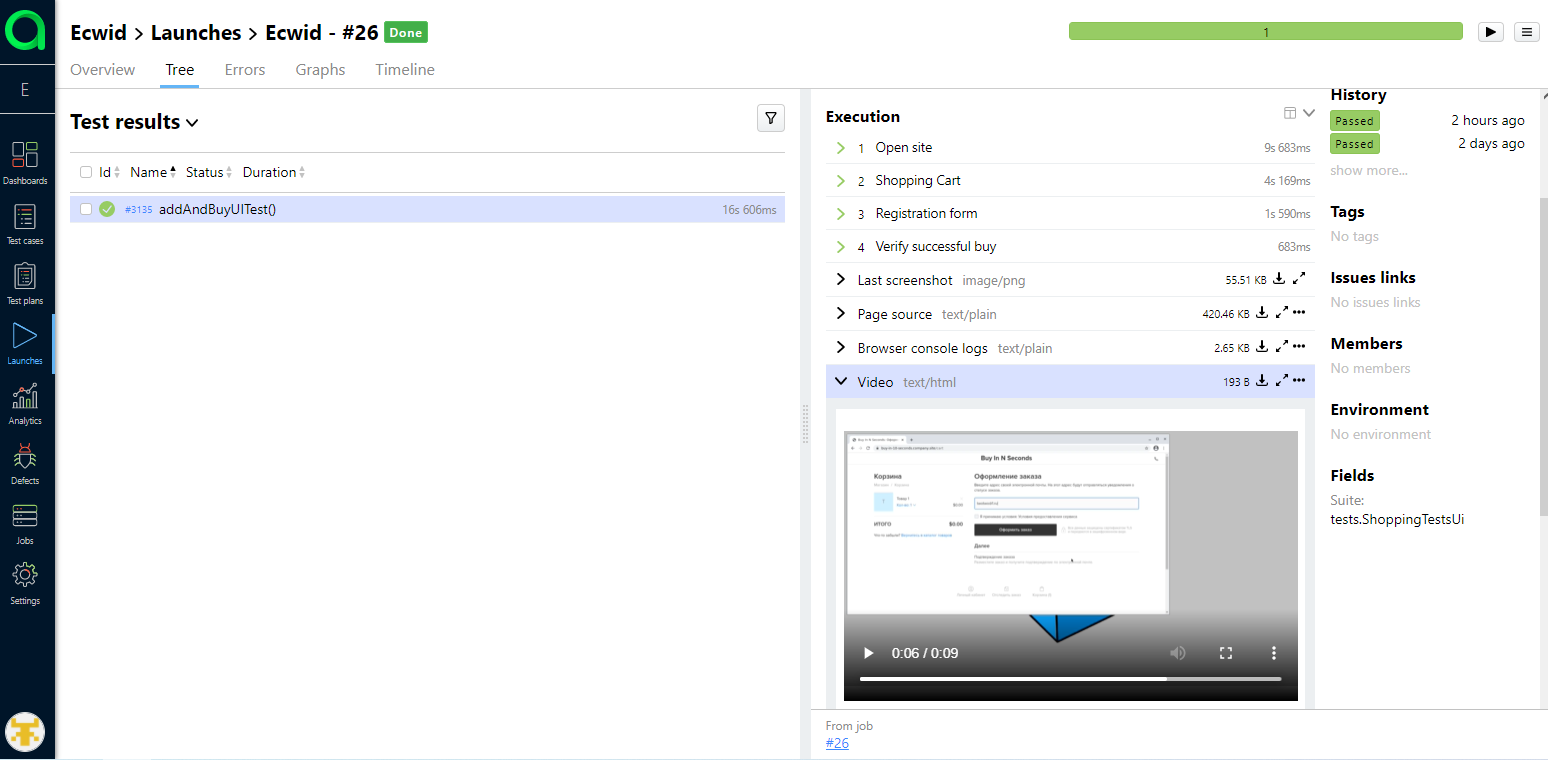 Ecwid > Launches > Ecwid - #26 Done
1
Overview Tree Errors Graphs Timeline
E
Dashboards
Test cases
Test plans
Launches
Analytics
Defects
Jobs
Settings
Test results
Id Name Status Duration
#3135 addAndBuyUITest() 16s 606ms
Execution
1 Open site 9s 683ms
2 Shopping Cart 4s 169ms
3 Registration form 1s 590ms
4 Verify successful buy 683ms
Last screenshot image/png 55.51 KB
Page source text/plain 420.46 KB
Browser console logs text/plain 2.65 KB
Video text/html 193 B
Buy In N Seconds
Корзина
Оформление заказа
Товар 1
$0.00
ИТОГО $0.00
Оформить заказ
Далее
Подтверждение заказа
0:06 / 0:09
From job
#26
History
Passed 2 hours ago
Passed 2 days ago
show more...
Tags
No tags
Issues links
No issues links
Members
No members
Environment
No environment
Fields
Suite:
tests.ShoppingTestsUi